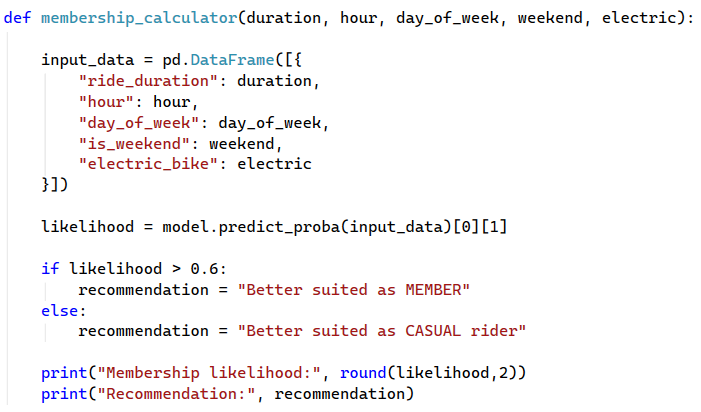 def membership_calculator(duration, hour, day_of_week, weekend, electric):
    input_data = pd.DataFrame([{
        "ride_duration": duration,
        "hour": hour,
        "day_of_week": day_of_week,
        "is_weekend": weekend,
        "electric_bike": electric
    }])
    likelihood = model.predict_proba(input_data)[0][1]
    if likelihood > 0.6:
        recommendation = "Better suited as MEMBER"
    else:
        recommendation = "Better suited as CASUAL rider"
    print("Membership likelihood:", round(likelihood,2))
    print("Recommendation:", recommendation)